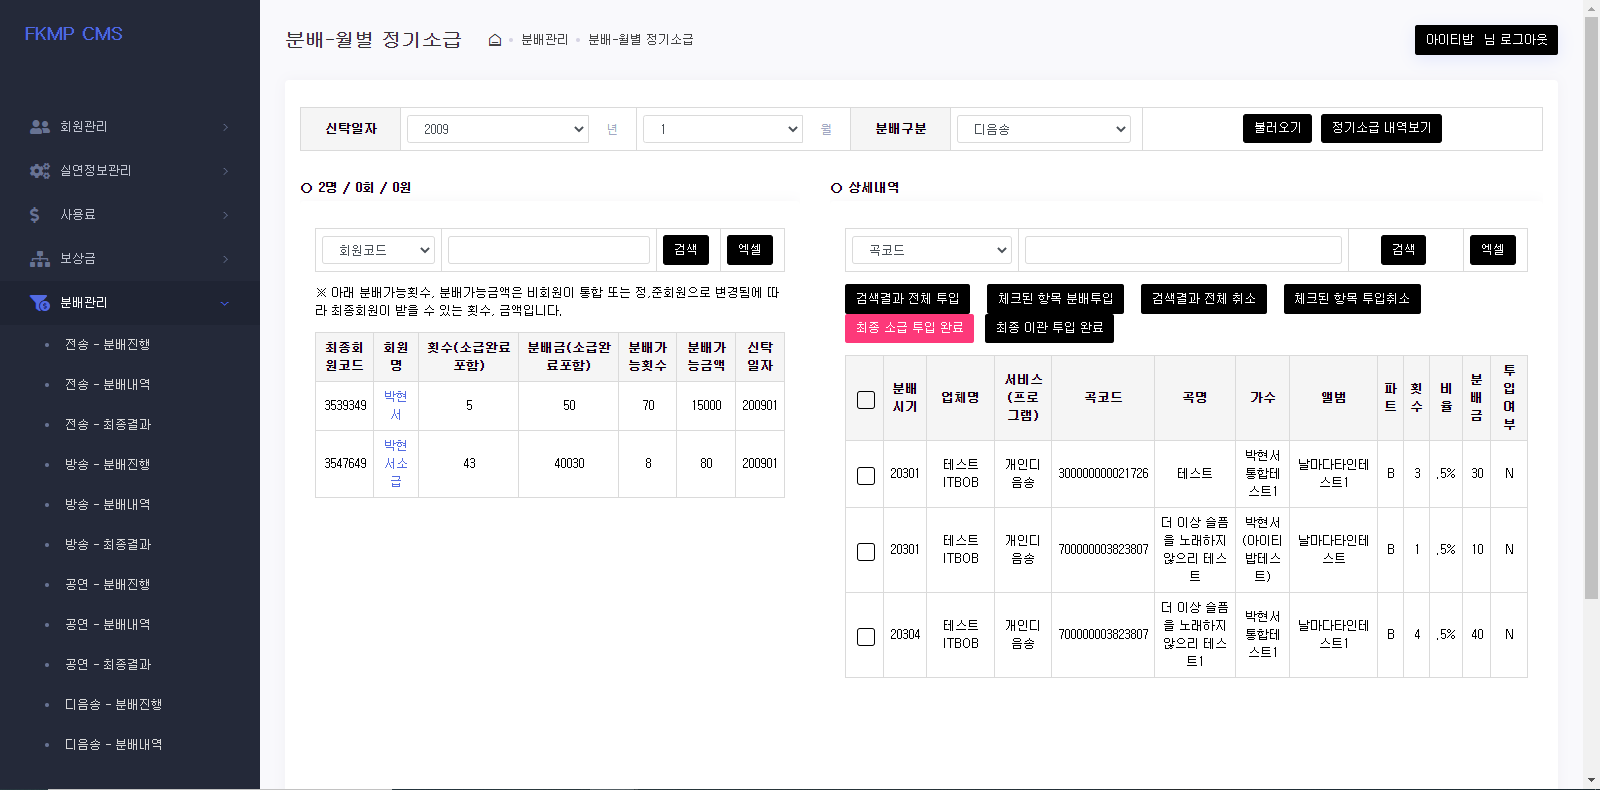 FKMP CMS
회원관리
실연정보관리
사용료
보상금
분배관리
전송 - 분배진행
전송 - 분배내역
전송 - 최종결과
방송 - 분배진행
방송 - 분배내역
방송 - 최종결과
공연 - 분배진행
공연 - 분배내역
공연 - 최종결과
디음송 - 분배진행
디음송 - 분배내역
분배-월별 정기소급
분배관리 분배-월별 정기소급
아이티밥 님 로그아웃
신탁일자 2009 년 1 월 분배구분 디음송 불러오기 정기소급 내역보기
2명 / 0회 / 0원
회원코드 검색 엑셀
※ 아래 분배가능횟수, 분배가능금액은 비회원이 통합 또는 정,준회원으로 변경됨에 따
라 최종회원이 받을 수 있는 횟수, 금액입니다.
최종회원코드 회원명 횟수(소급완료포함) 분배금(소급완료포함) 분배가능횟수 분배가능금액 신탁일자
3539349 박현서 5 50 70 15000 200901
3547649 박현서소급 43 40030 8 80 200901
상세내역
곡코드 검색 엑셀
검색결과 전체 투입 체크된 항목 분배투입 검색결과 전체 취소 체크된 항목 투입취소
최종 소급 투입 완료 최종 이관 투입 완료
분배시기 업체명 서비스(프로그램) 곡코드 곡명 가수 앨범 파트 횟수 비율 분배금 투입여부
20301 테스트ITBOB 개인디음송 300000000021726 테스트 박현서통합테스트1 날마다타인테스트1 B 3 .5% 30 N
20301 테스트ITBOB 개인디음송 700000003823807 더 이상 슬픔을 노래하지 않으리 테스트 박현서(아이티밥테스트) 날마다타인테스트 B 1 .5% 10 N
20304 테스트ITBOB 개인디음송 700000003823807 더 이상 슬픔을 노래하지 않으리 테스트1 박현서통합테스트1 날마다타인테스트1 B 4 .5% 40 N